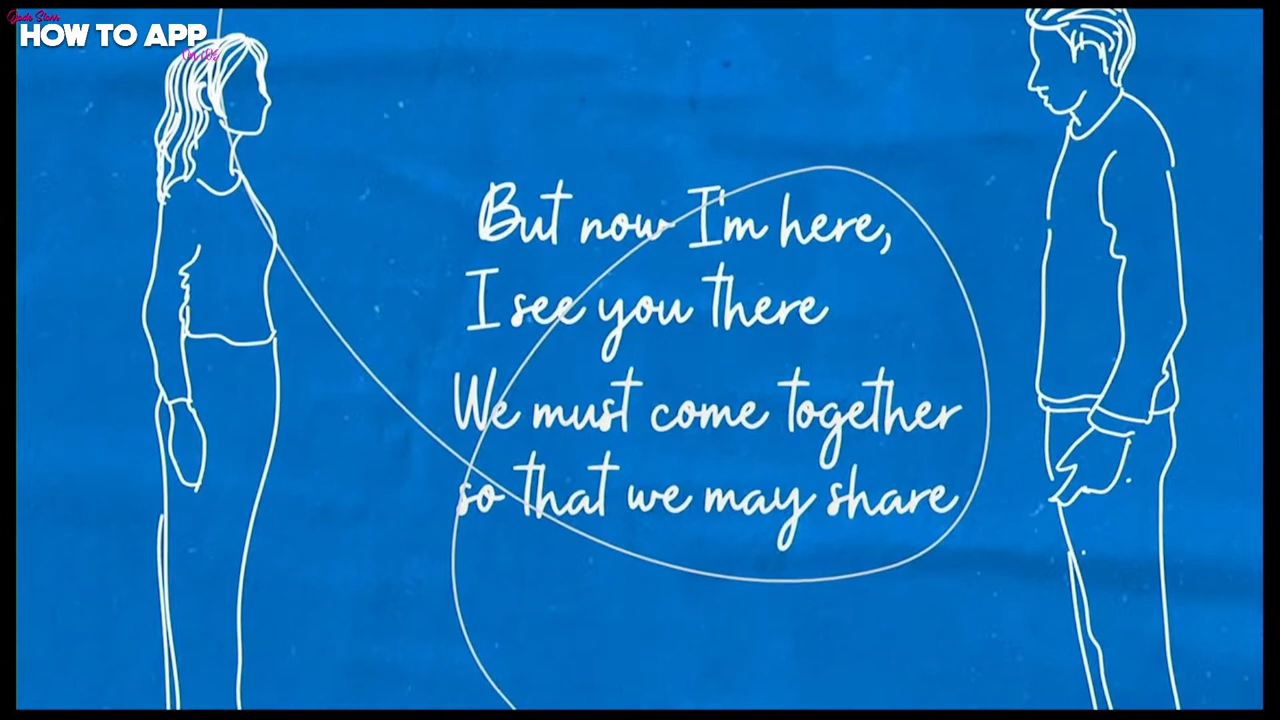 HOW TO APP
But now I'm here,
I see you there
We must come together
so that we may share